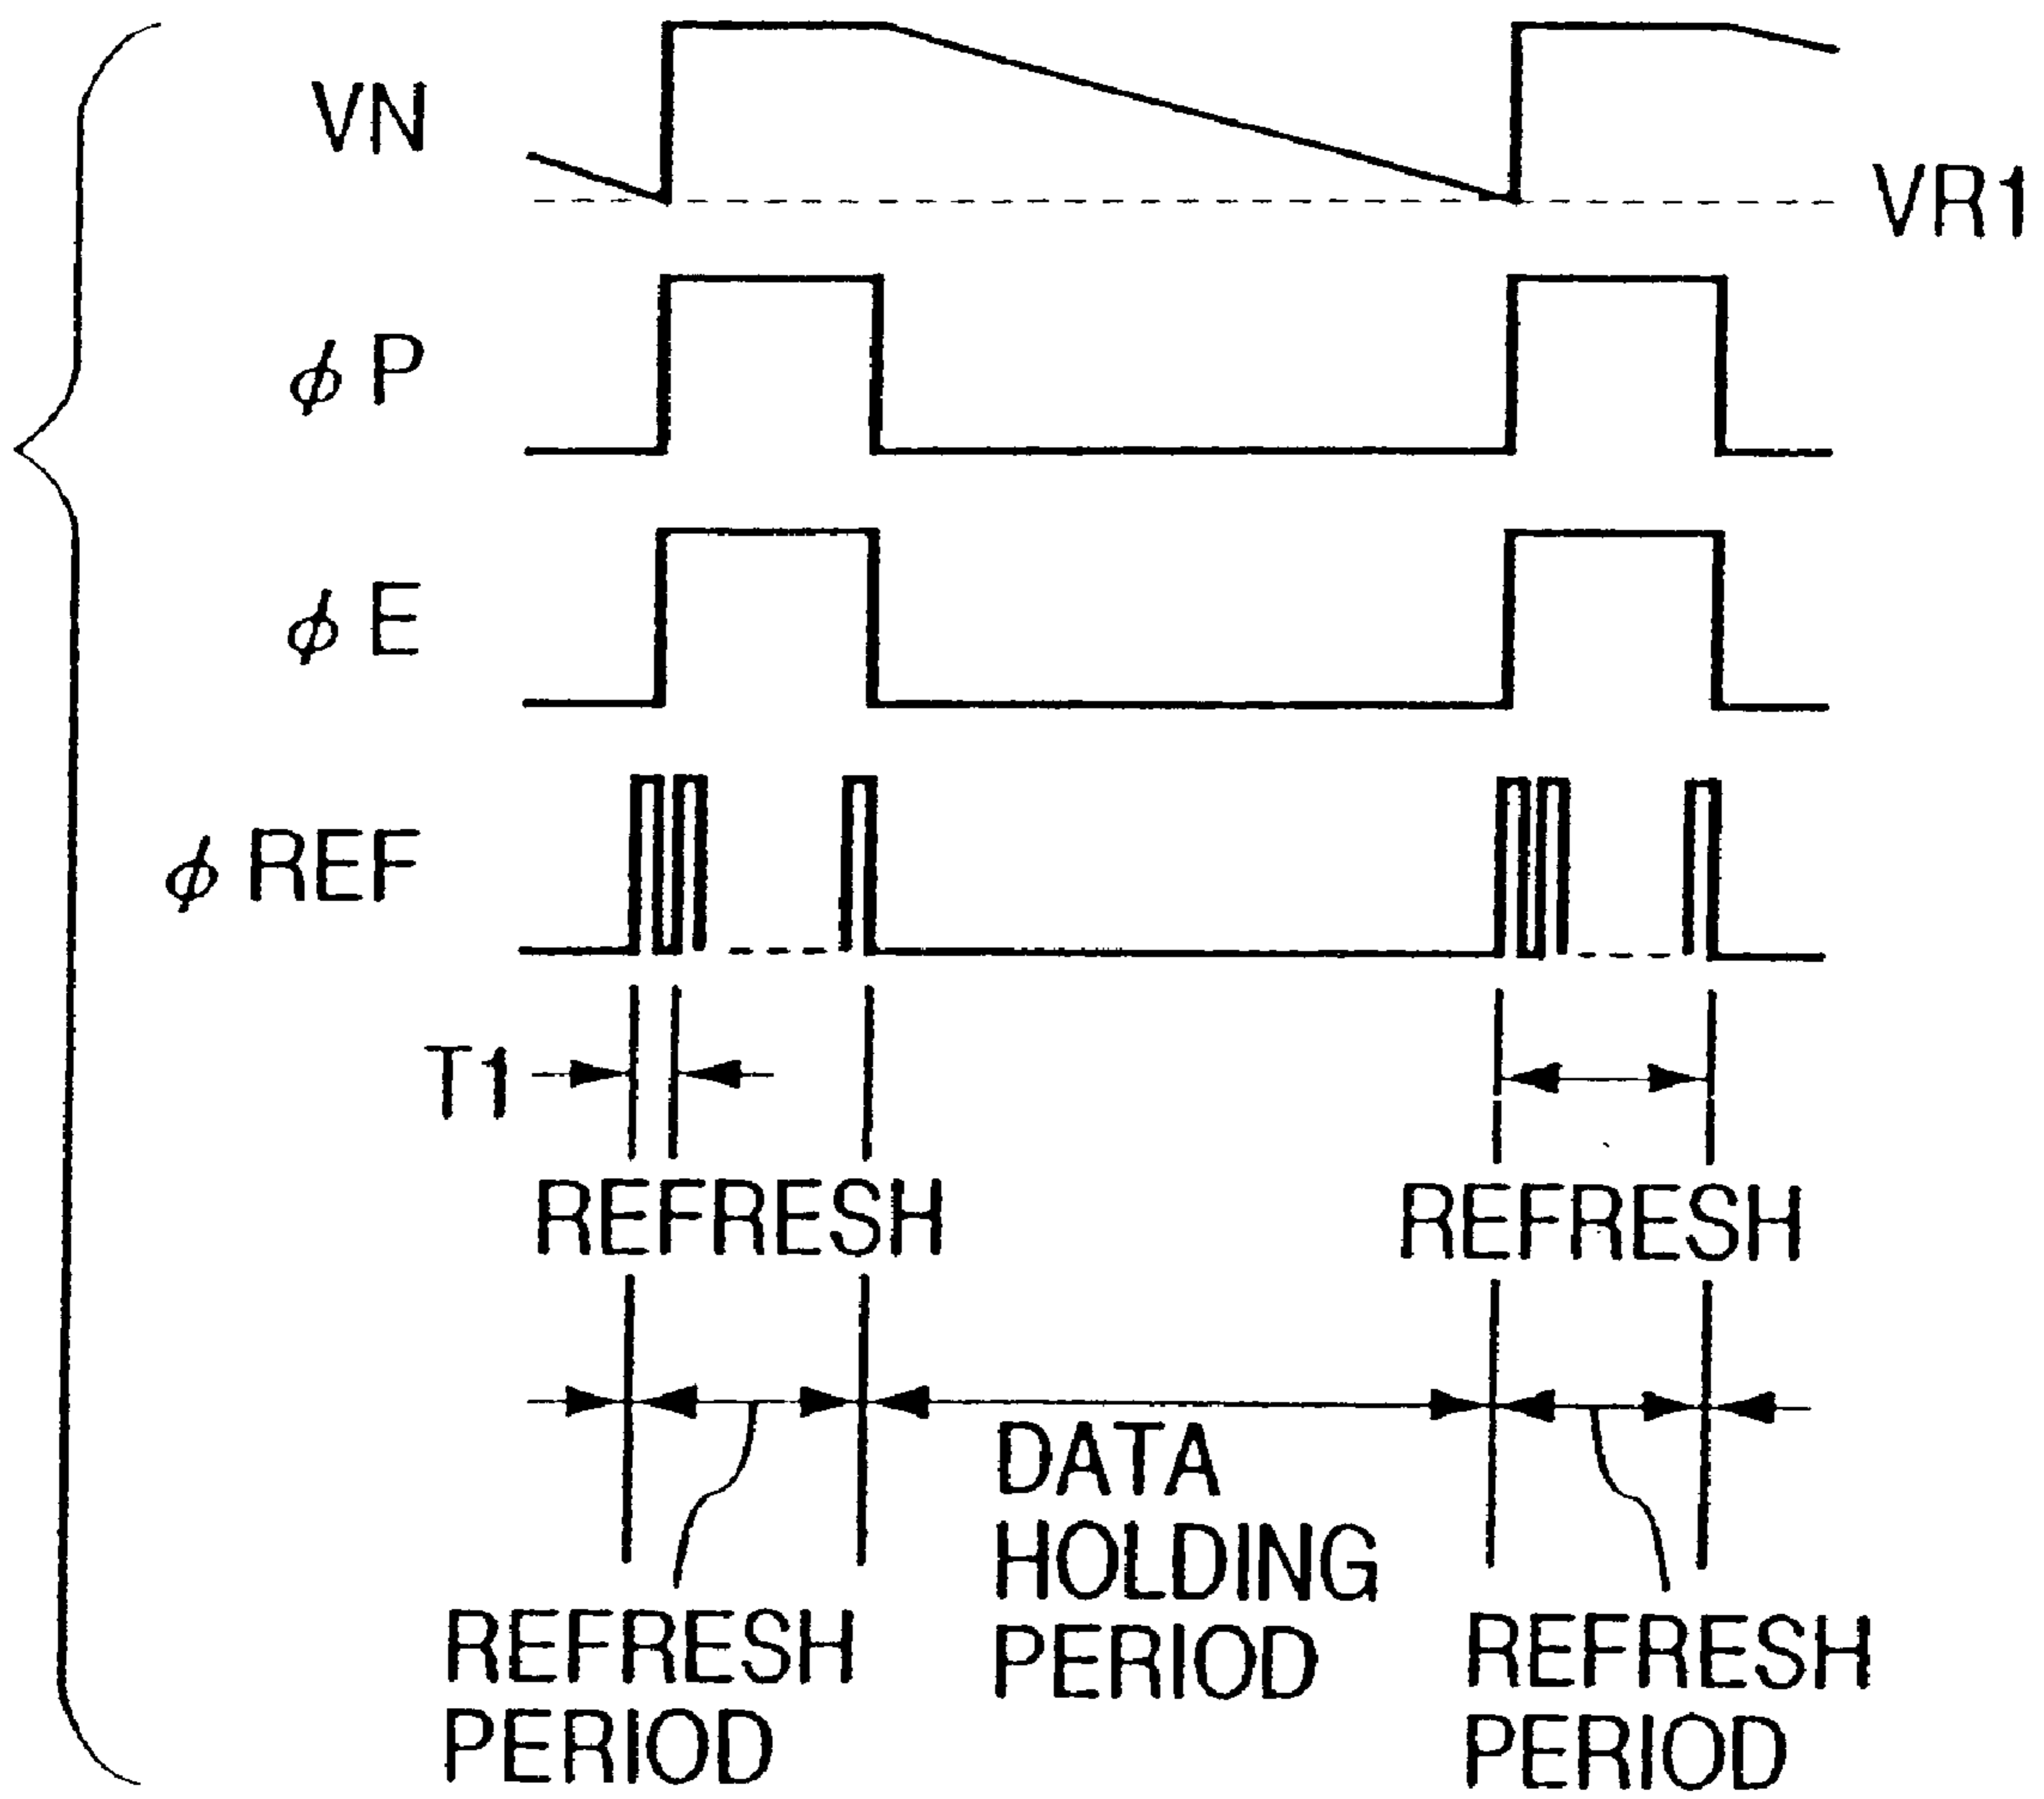 VN
VR1
ϕ P
ϕ E
ϕ REF
T1
REFRESH
REFRESH
DATA
HOLDING
PERIOD
REFRESH
PERIOD
REFRESH
PERIOD